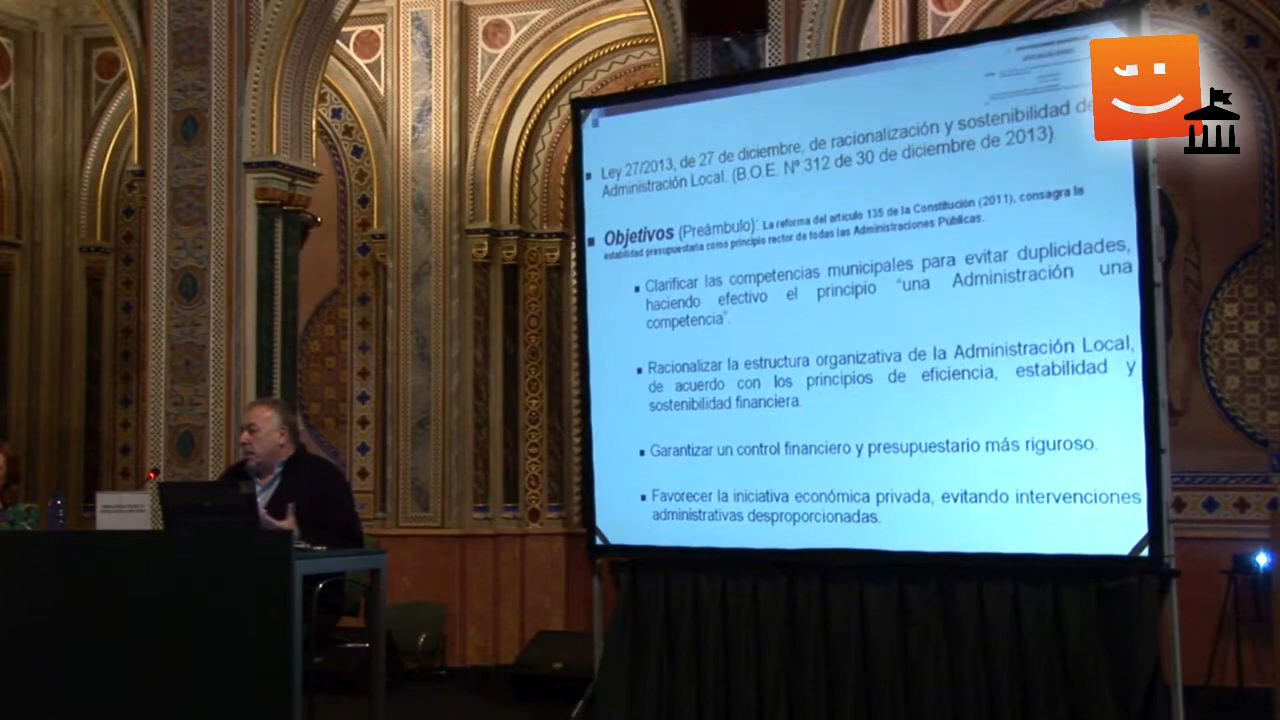 Ley 27/2013, de 27 de diciembre, de racionalización y sostenibilidad de
Administración Local. (B.O.E. Nº 312 de 30 de diciembre de 2013)
Objetivos (Preámbulo): La reforma del artículo 135 de la Constitución (2011), consagra la
estabilidad presupuestaria como principio rector de todas las Administraciones Públicas.
Clarificar las competencias municipales para evitar duplicidades,
haciendo efectivo el principio "una Administración una
competencia".
Racionalizar la estructura organizativa de la Administración Local,
de acuerdo con los principios de eficiencia, estabilidad y
sostenibilidad financiera.
Garantizar un control financiero y presupuestario más riguroso.
Favorecer la iniciativa económica privada, evitando intervenciones
administrativas desproporcionadas.